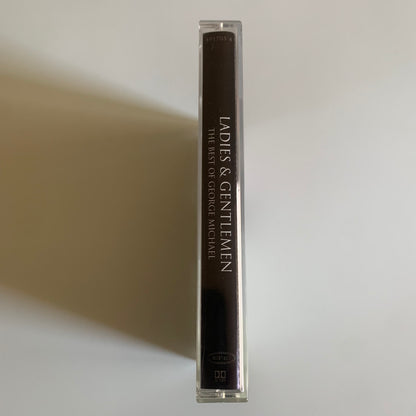 LADIES & GENTLEMEN
THE BEST OF GEORGE MICHAEL